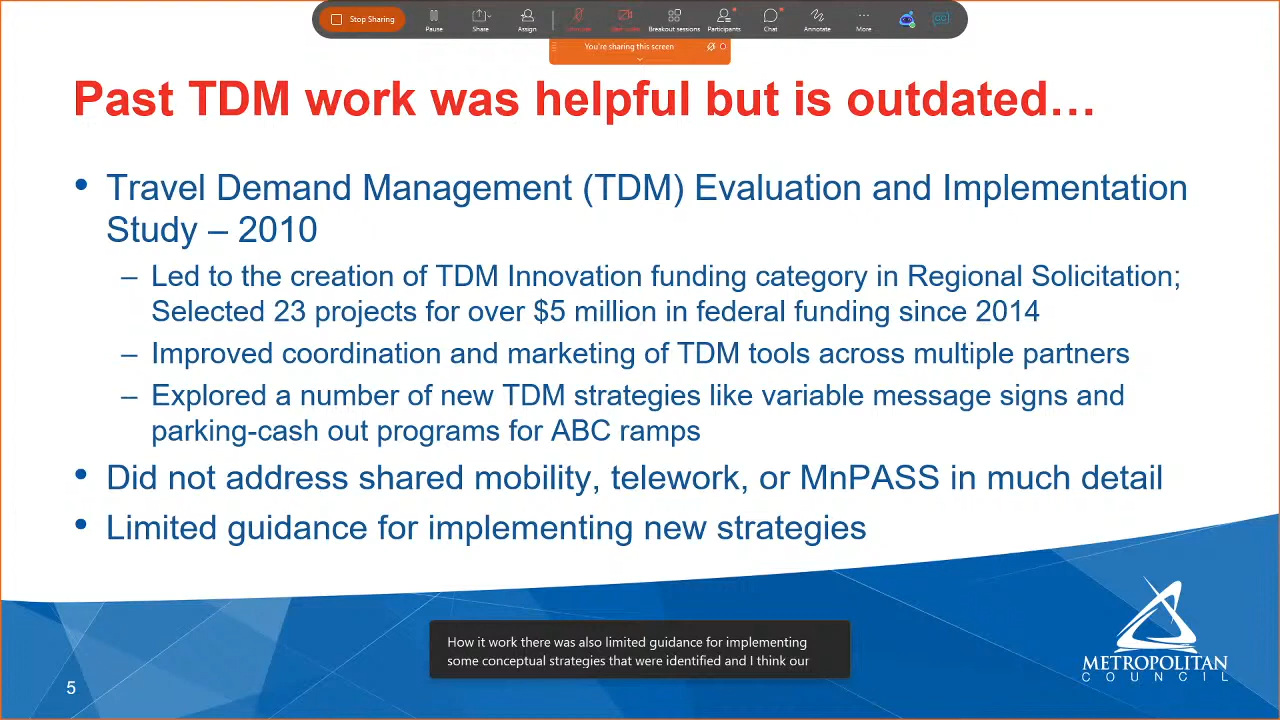 Stop Sharing
Pause
Share
Assign
Breakout sessions
Participants
Chat
Annotate
More
CC
You're sharing this screen
Past TDM work was helpful but is outdated…
• Travel Demand Management (TDM) Evaluation and Implementation
Study – 2010
– Led to the creation of TDM Innovation funding category in Regional Solicitation;
Selected 23 projects for over $5 million in federal funding since 2014
– Improved coordination and marketing of TDM tools across multiple partners
– Explored a number of new TDM strategies like variable message signs and
parking-cash out programs for ABC ramps
• Did not address shared mobility, telework, or MnPASS in much detail
• Limited guidance for implementing new strategies
How it work there was also limited guidance for implementing
some conceptual strategies that were identified and I think our
METROPOLITAN
COUNCIL
5